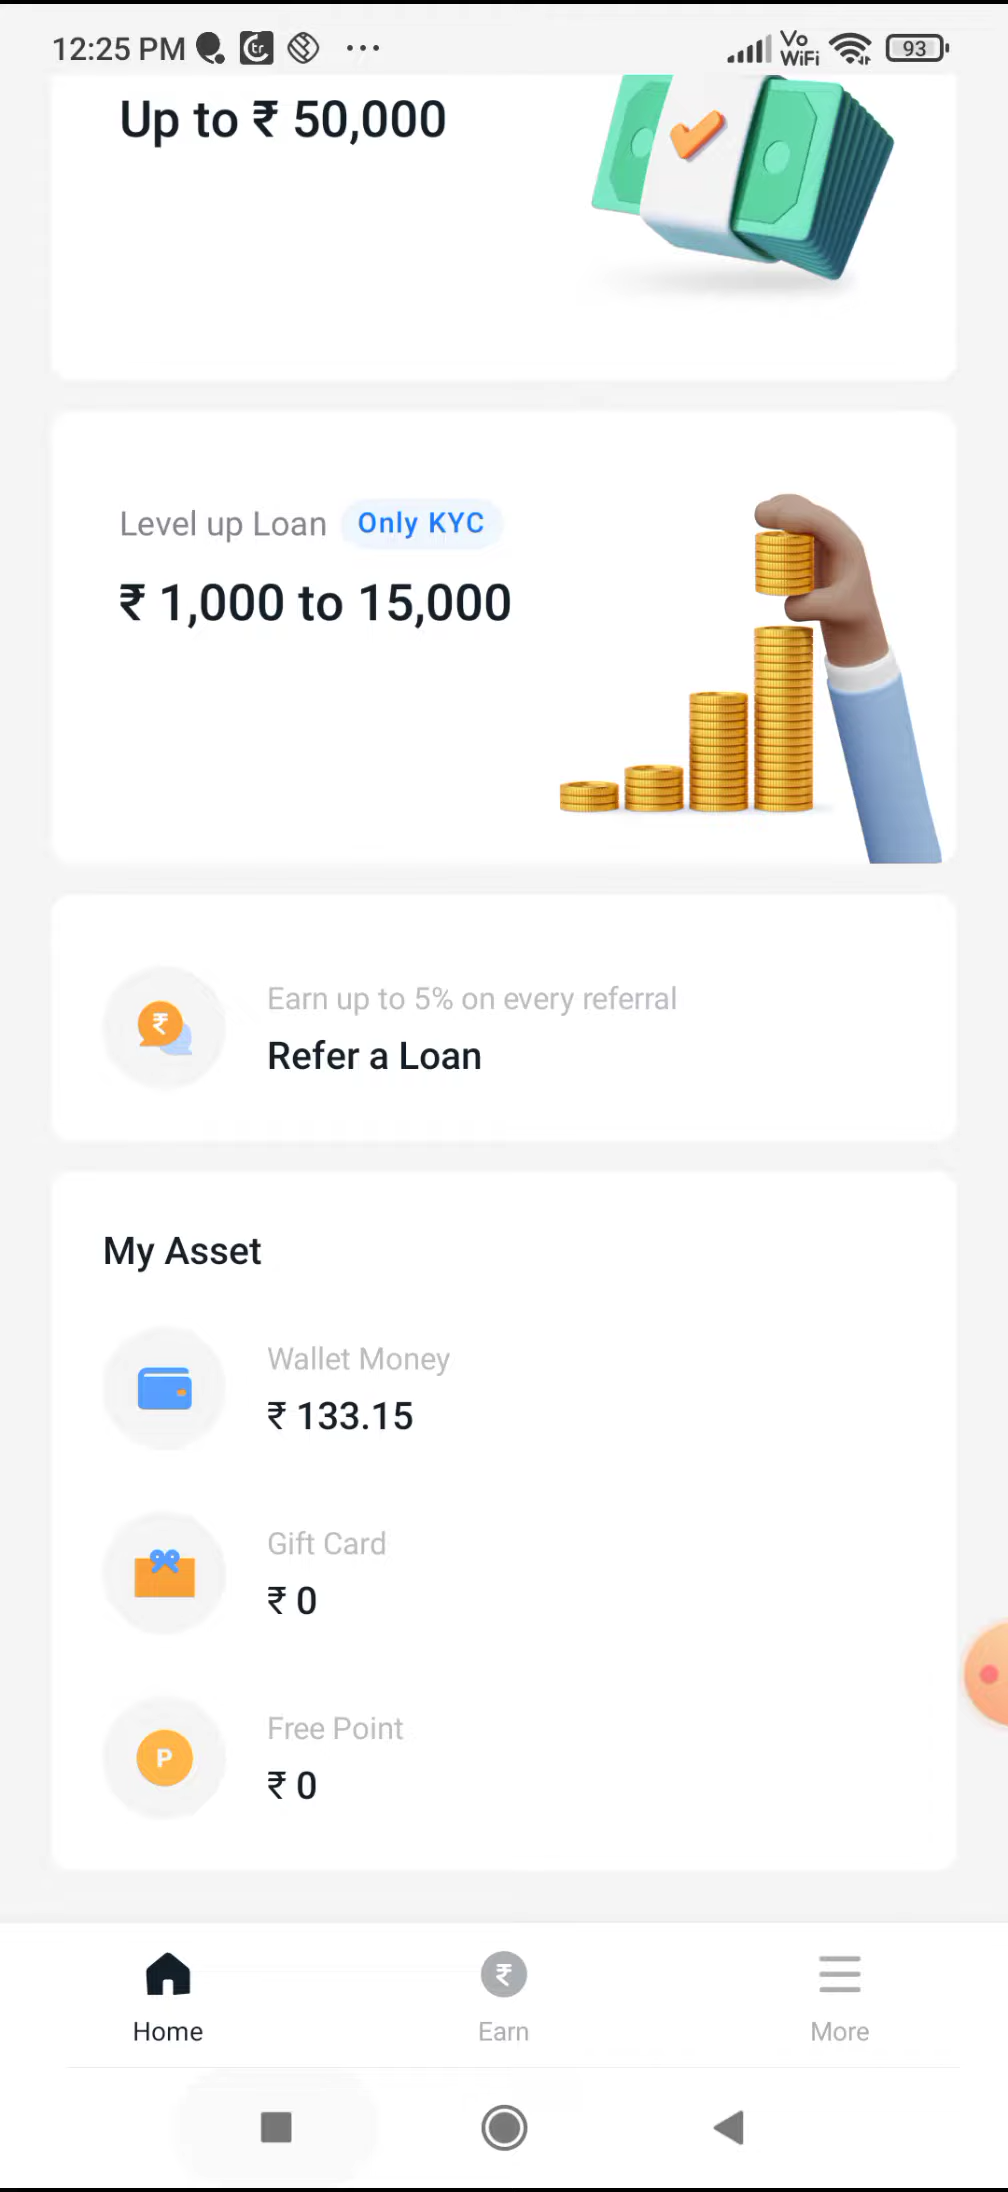 12:25 PM
Vo
WiFi
93
Up to ₹ 50,000
Level up Loan
Only KYC
₹ 1,000 to 15,000
Earn up to 5% on every referral
Refer a Loan
My Asset
Wallet Money
₹ 133.15
Gift Card
₹ 0
Free Point
P
₹ 0
Home
Earn
More